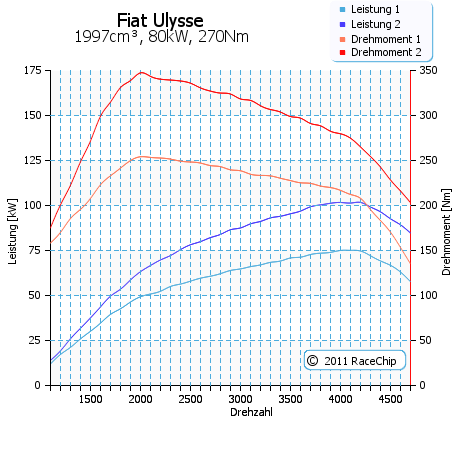 Fiat Ulysse
1997cm³, 80kW, 270Nm
Leistung 1
Leistung 2
Drehmoment 1
Drehmoment 2
175
150
125
100
75
50
25
0
Leistung [kW]
350
300
250
200
150
100
50
0
Drehmoment [Nm]
© 2011 RaceChip
1500 2000 2500 3000 3500 4000 4500
Drehzahl